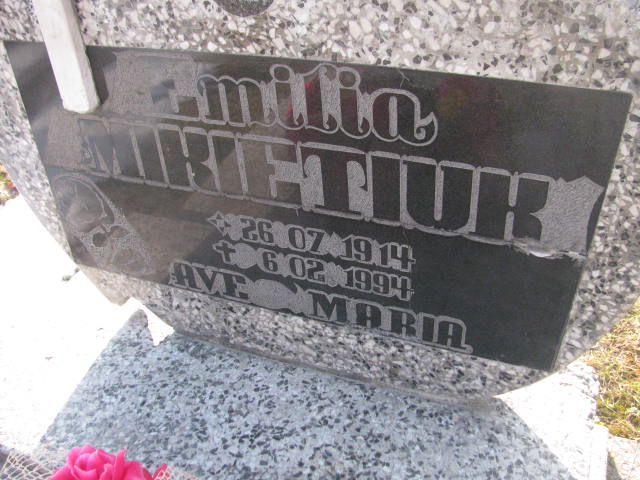 Emilia
MIKIETIUK
* 26 07 1914
✝ 6 02 1994
AVE MARIA